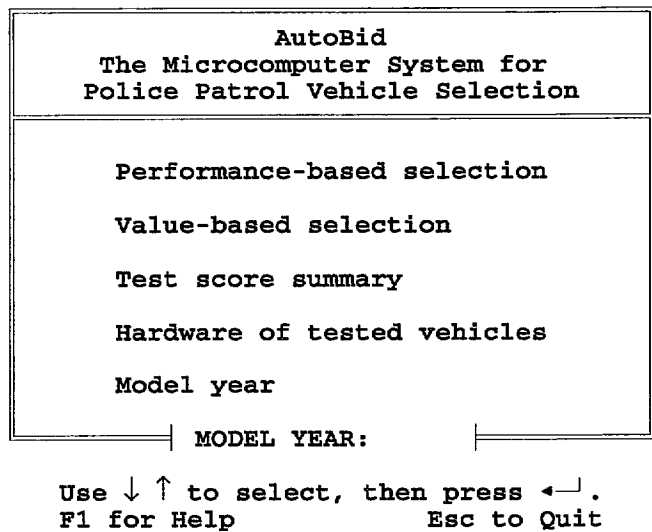 AutoBid
The Microcomputer System for
Police Patrol Vehicle Selection
Performance-based selection
Value-based selection
Test score summary
Hardware of tested vehicles
Model year
MODEL YEAR:
Use ↓ ↑ to select, then press ◄─┘.
F1 for Help Esc to Quit